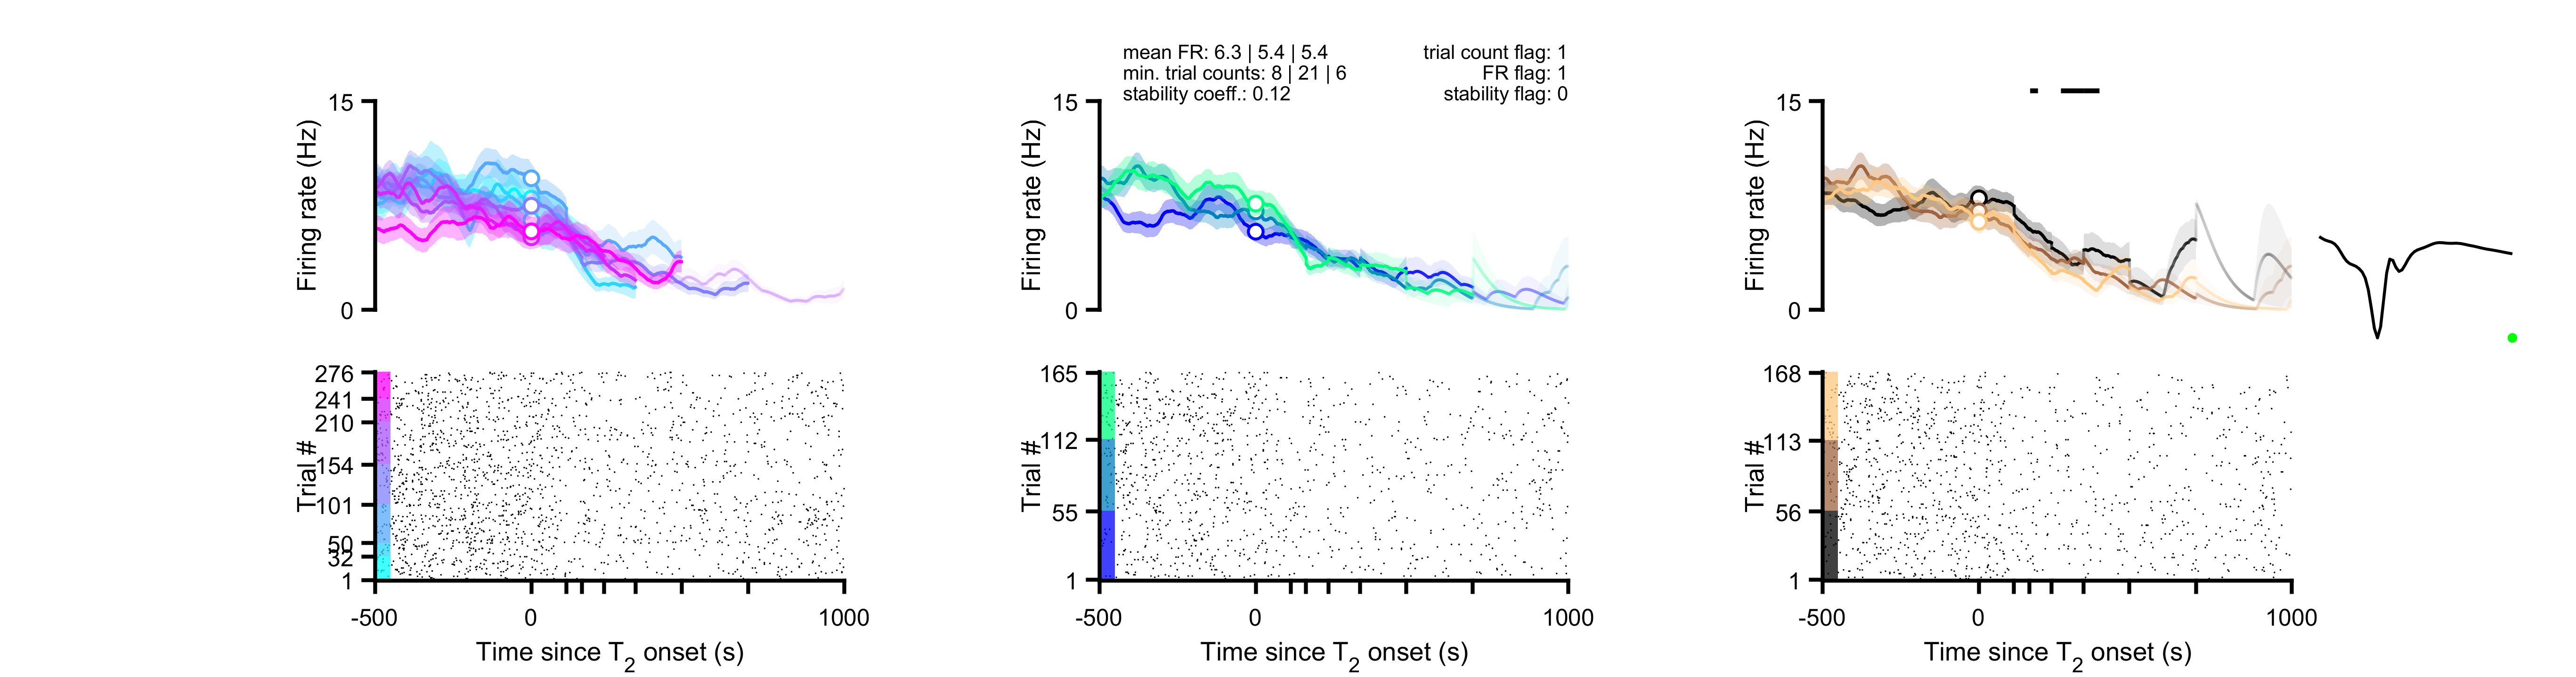 mean FR: 6.3 | 5.4 | 5.4
min. trial counts: 8 | 21 | 6
stability coeff.: 0.12
trial count flag: 1
FR flag: 1
stability flag: 0
15
Firing rate (Hz)
0
276
241
210
154
101
50
32
1
Trial #
-500
0
1000
Time since T2 onset (s)
15
Firing rate (Hz)
0
165
112
55
1
Trial #
-500
0
1000
Time since T2 onset (s)
15
Firing rate (Hz)
0
168
113
56
1
Trial #
-500
0
1000
Time since T2 onset (s)